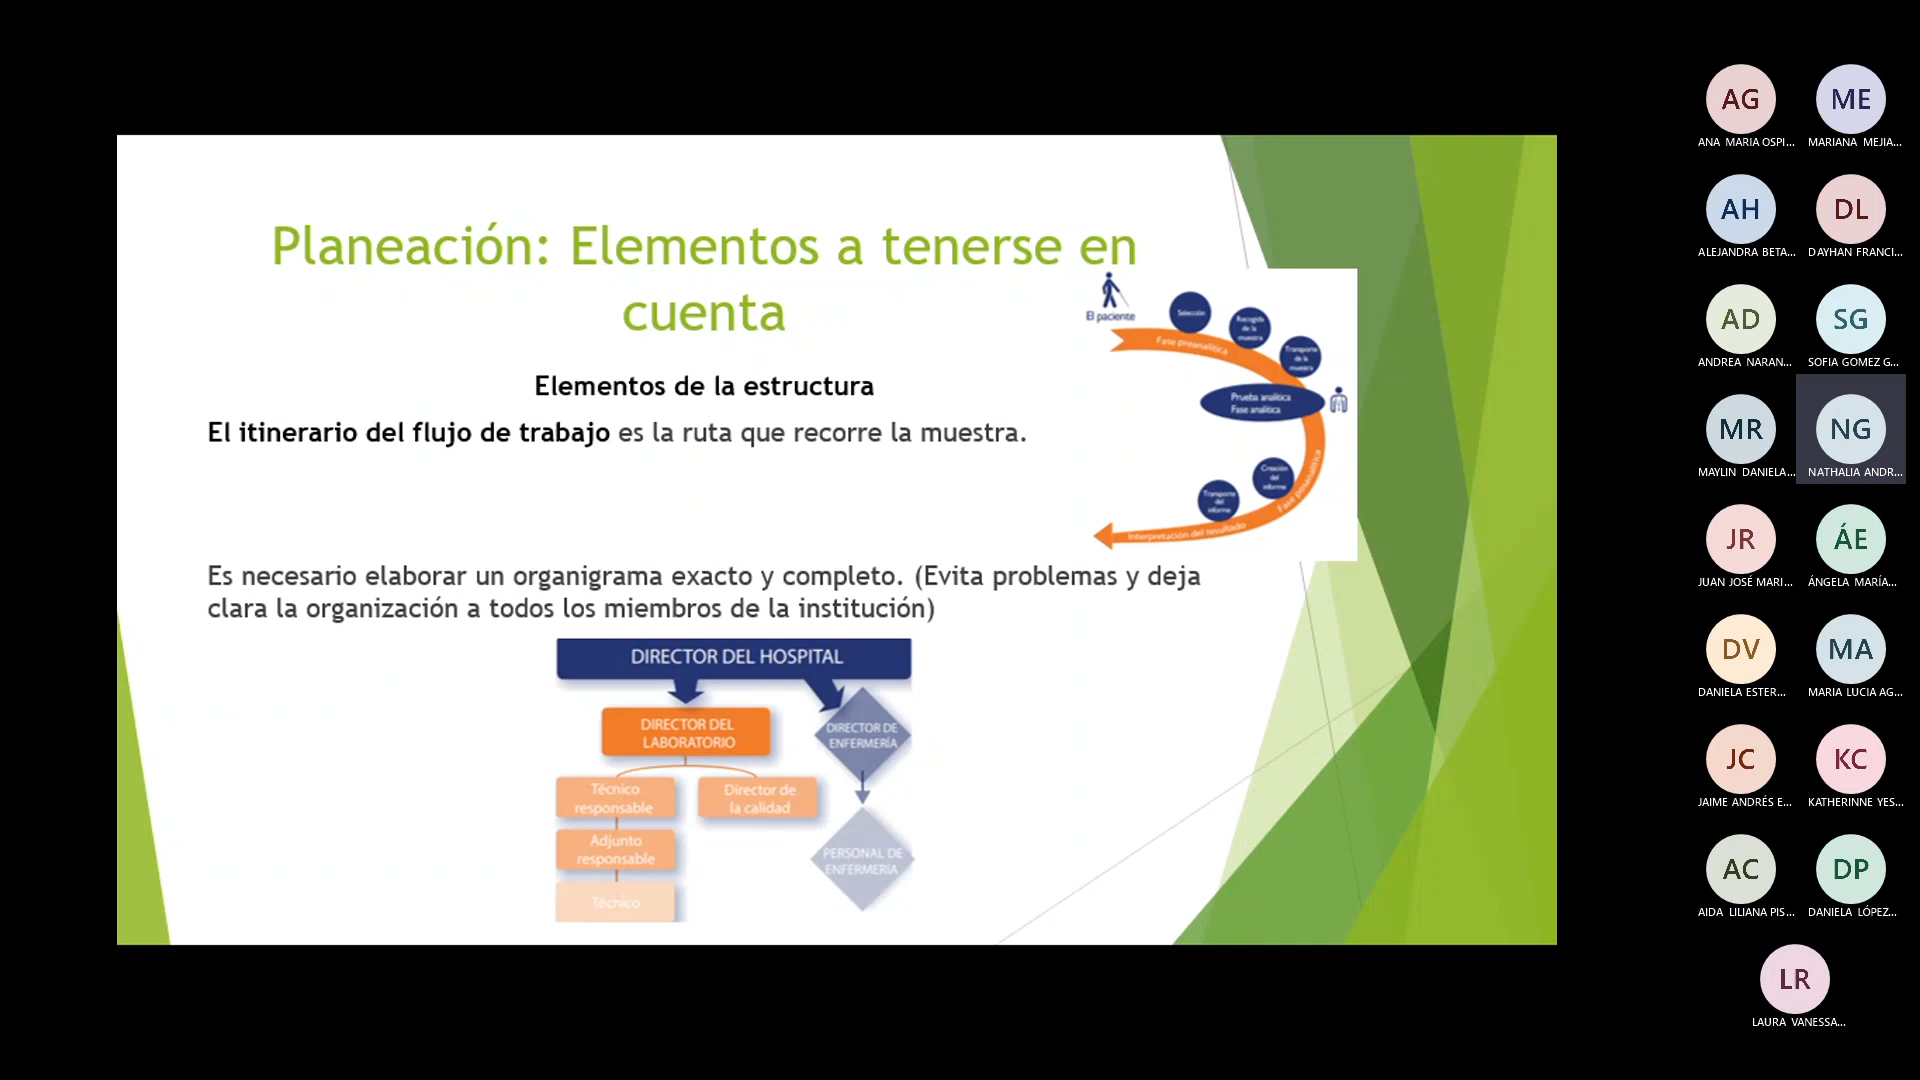 Planeación: Elementos a tenerse en
cuenta
Elementos de la estructura
El itinerario del flujo de trabajo es la ruta que recorre la muestra.
El paciente
Selección
Recogida
de la
muestra
Transporte
de la
muestra
Fase preanalítica
Prueba analítica
Fase analítica
Creación
del
informe
Transporte
del
informe
Fase posanalítica
Interpretación del resultado
Es necesario elaborar un organigrama exacto y completo. (Evita problemas y deja
clara la organización a todos los miembros de la institución)
DIRECTOR DEL HOSPITAL
DIRECTOR DEL
LABORATORIO
DIRECTOR DE
ENFERMERÍA
Técnico
responsable
Director de
la calidad
Adjunto
responsable
PERSONAL DE
ENFERMERÍA
Técnico
AG
ANA MARIA OSPI...
ME
MARIANA MEJIA...
AH
ALEJANDRA BETA...
DL
DAYHAN FRANCI...
AD
ANDREA NARAN...
SG
SOFIA GOMEZ G...
MR
MAYLIN DANIELA...
NG
NATHALIA ANDR...
JR
JUAN JOSÉ MARI...
ÁE
ÁNGELA MARÍA...
DV
DANIELA ESTER...
MA
MARIA LUCIA AG...
JC
JAIME ANDRÉS E...
KC
KATHERINNE YES...
AC
AIDA LILIANA PIS...
DP
DANIELA LÓPEZ...
LR
LAURA VANESSA...